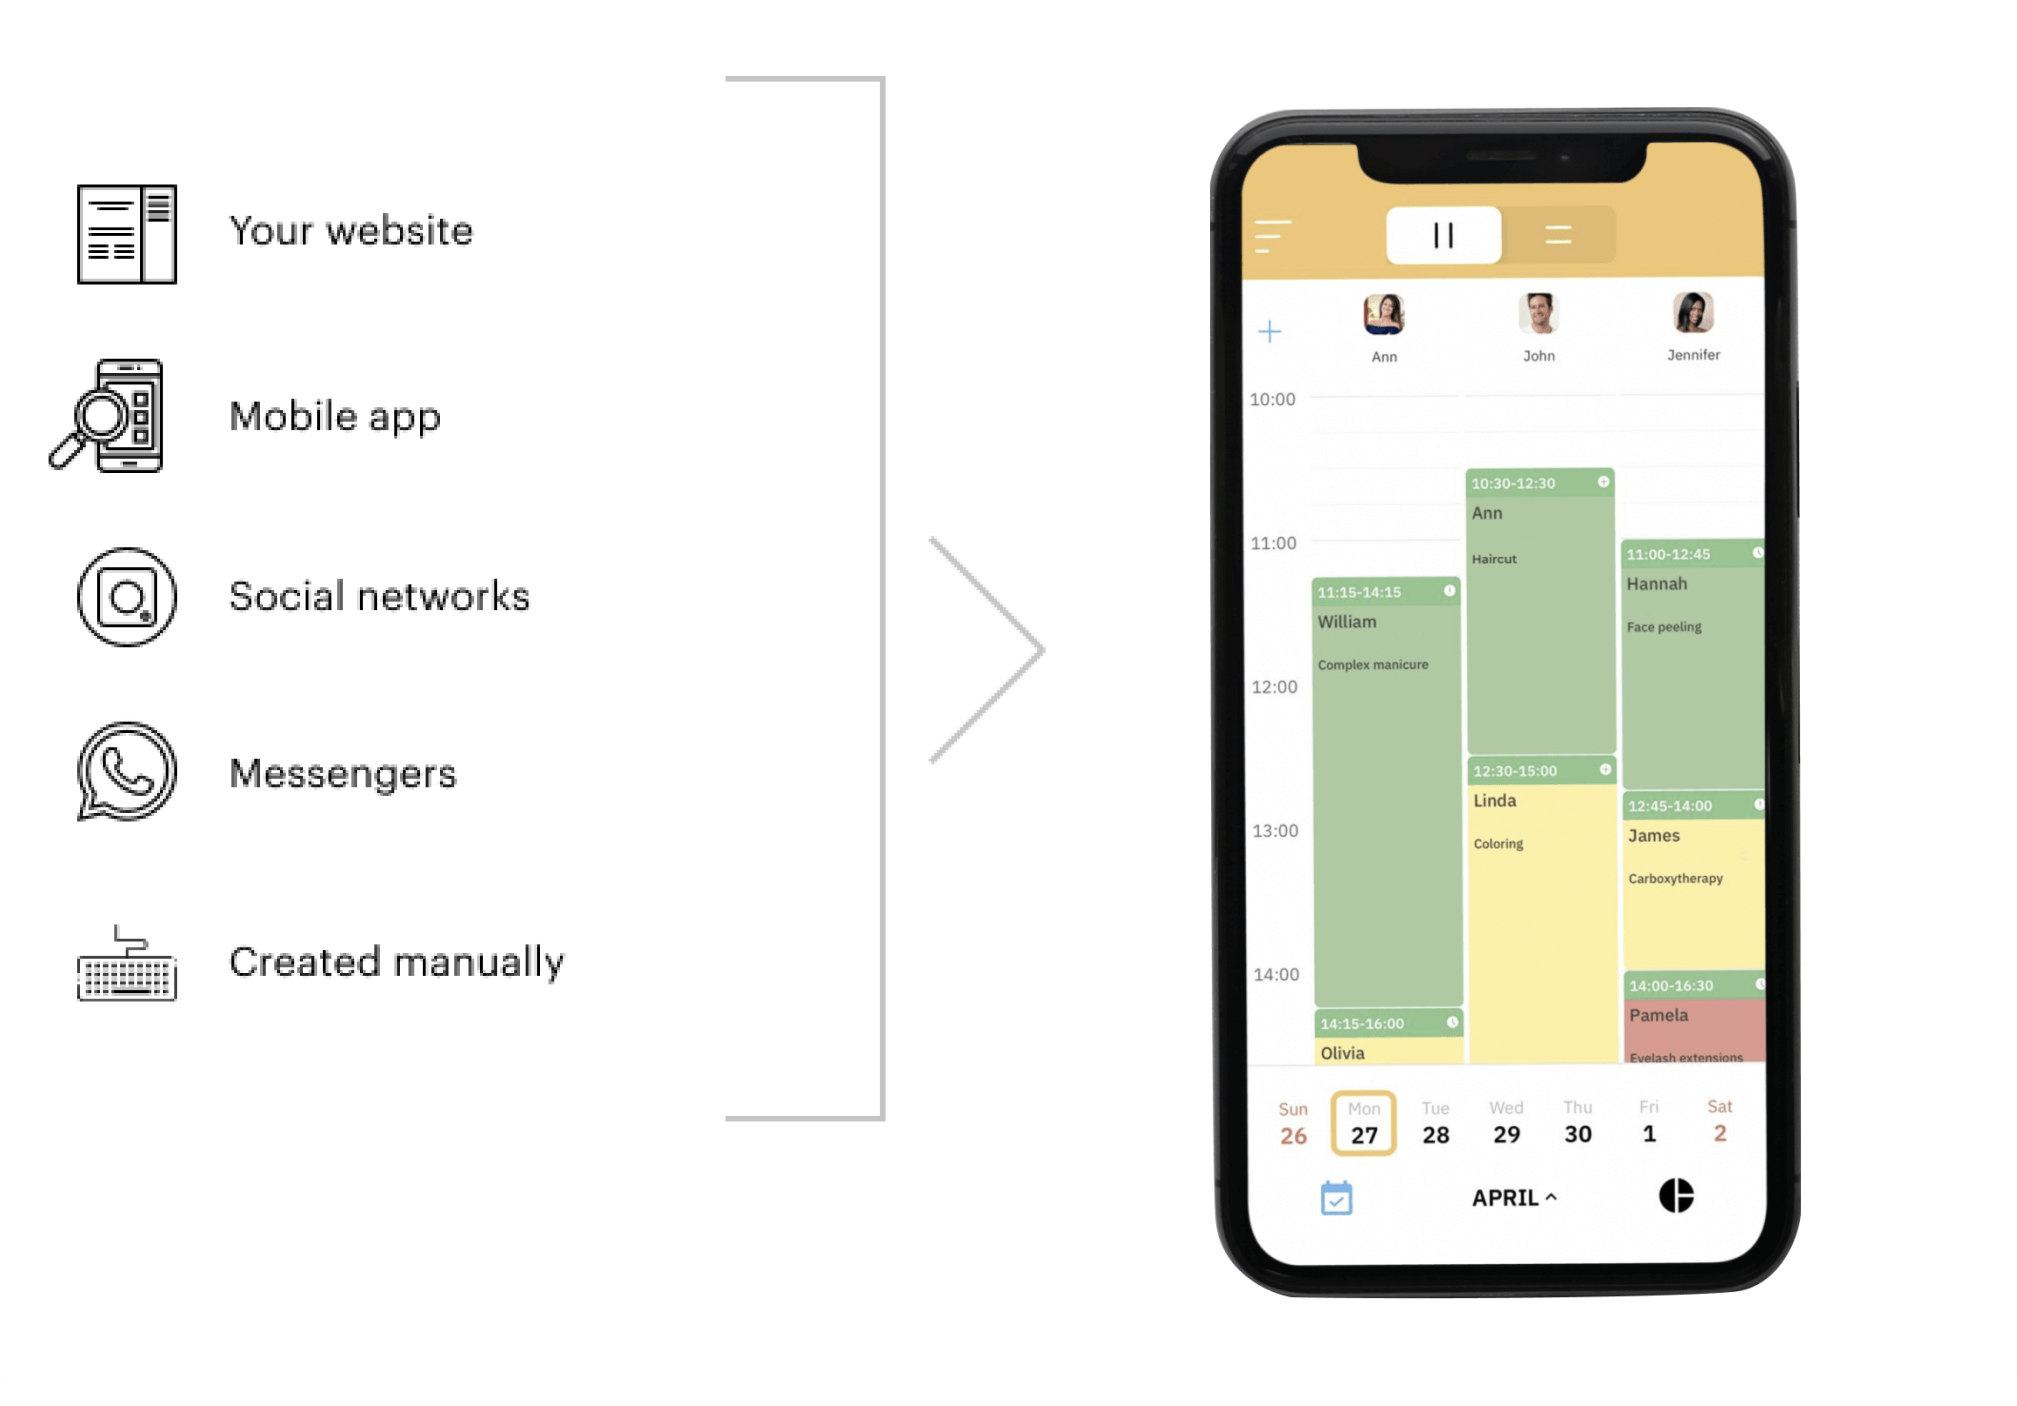 Your website
Mobile app
Social networks
Messengers
Created manually
Ann
John
Jennifer
10:00
11:00
12:00
13:00
14:00
11:15-14:15
William
Complex manicure
14:15-16:00
Olivia
10:30-12:30
Ann
Haircut
12:30-15:00
Linda
Coloring
11:00-12:45
Hannah
Face peeling
12:45-14:00
James
Carboxytherapy
14:00-16:30
Pamela
Eyelash extensions
Sun Mon Tue Wed Thu Fri Sat
26 27 28 29 30 1 2
APRIL